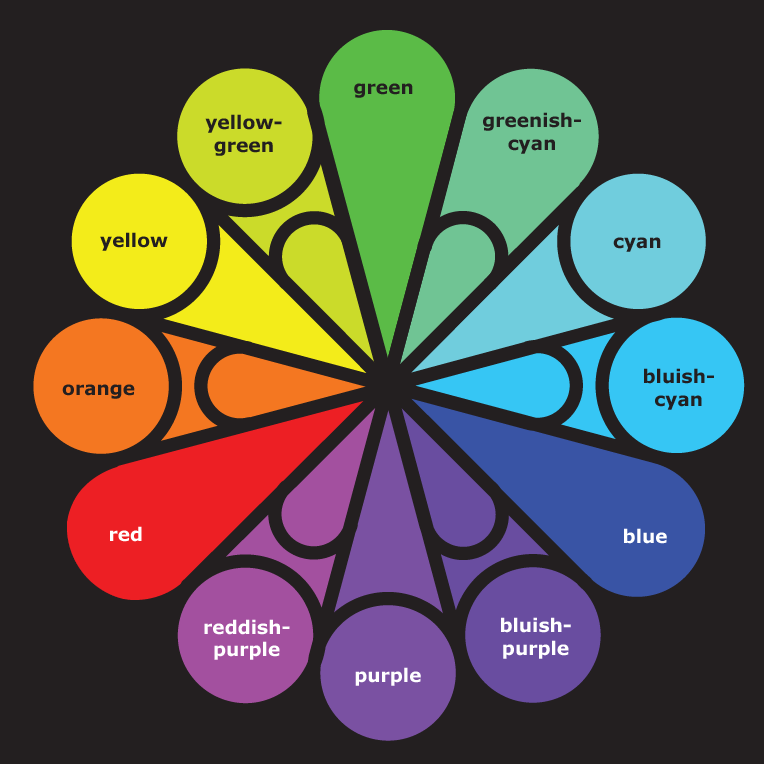 green
greenish-
cyan
cyan
bluish-
cyan
blue
bluish-
purple
purple
reddish-
purple
red
orange
yellow
yellow-
green